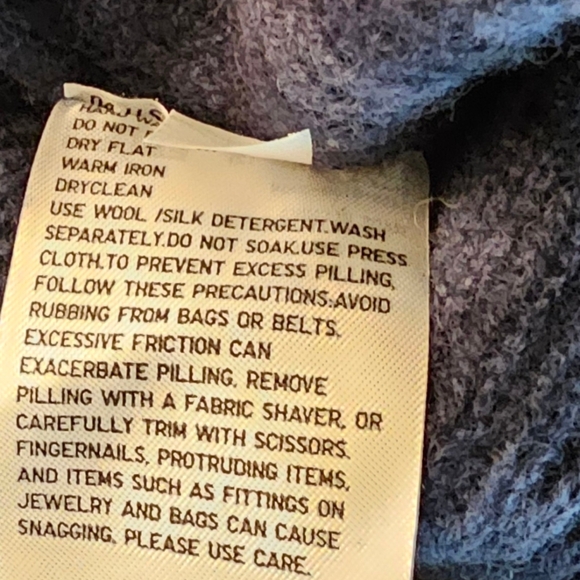 DO NOT
DRY FLAT
WARM IRON
DRYCLEAN
USE WOOL /SILK DETERGENT.WASH
SEPARATELY.DO NOT SOAK.USE PRESS
CLOTH.TO PREVENT EXCESS PILLING,
FOLLOW THESE PRECAUTIONS:AVOID
RUBBING FROM BAGS OR BELTS.
EXCESSIVE FRICTION CAN
EXACERBATE PILLING. REMOVE
PILLING WITH A FABRIC SHAVER, OR
CAREFULLY TRIM WITH SCISSORS.
FINGERNAILS, PROTRUDING ITEMS,
AND ITEMS SUCH AS FITTINGS ON
JEWELRY AND BAGS CAN CAUSE
SNAGGING. PLEASE USE CARE.